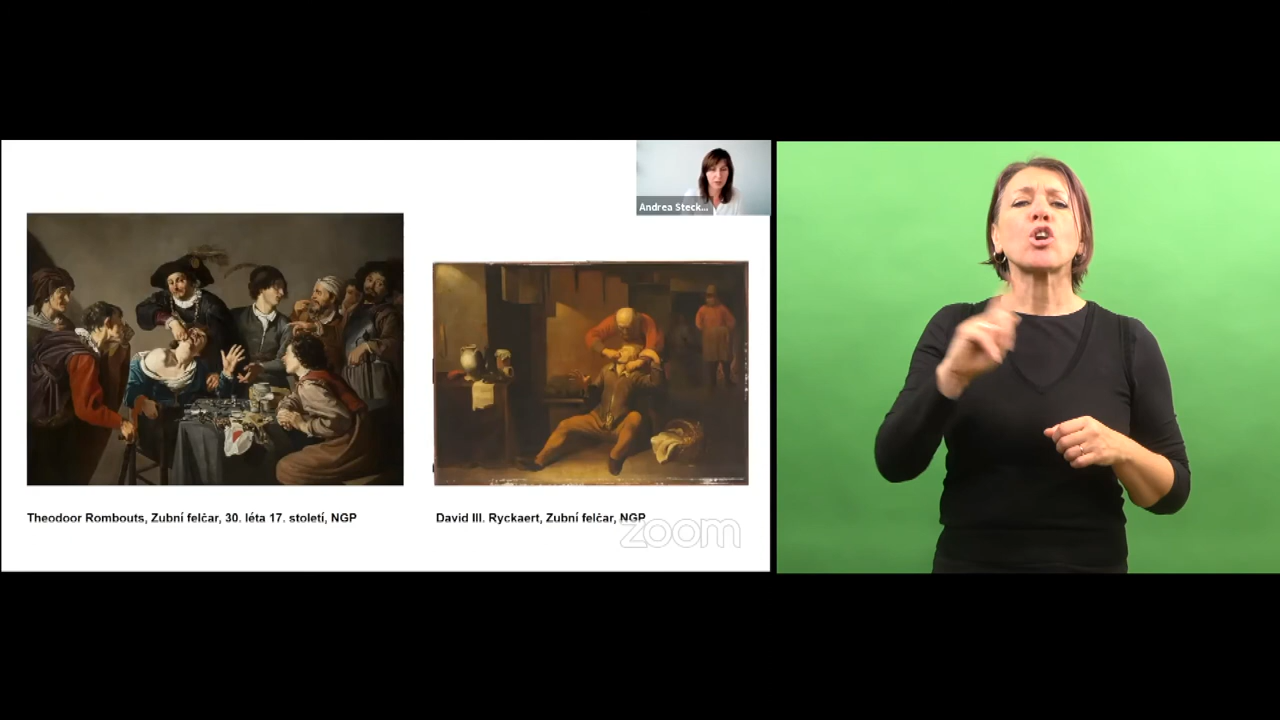 Andrea Steck...
Theodoor Rombouts, Zubní felčar, 30. léta 17. století, NGP
David III. Ryckaert, Zubní felčar, NGP
zoom